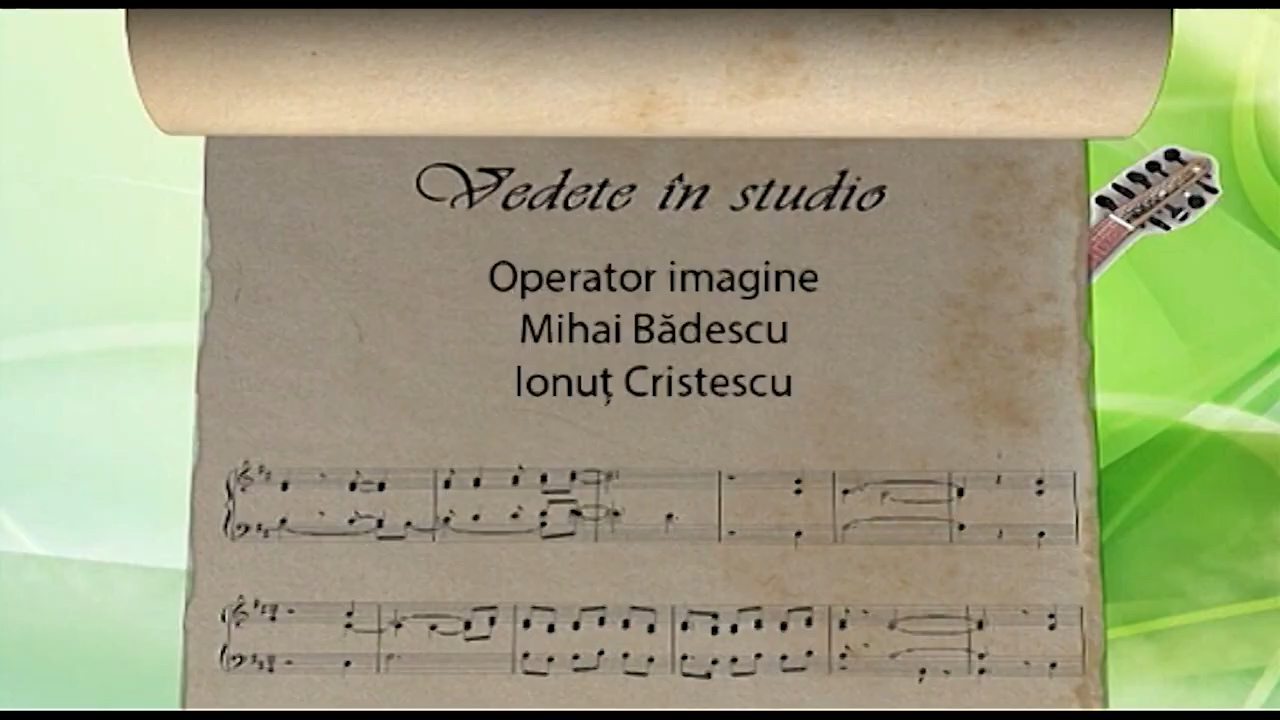 Vedete în studio
Operator imagine
Mihai Bădescu
Ionuț Cristescu